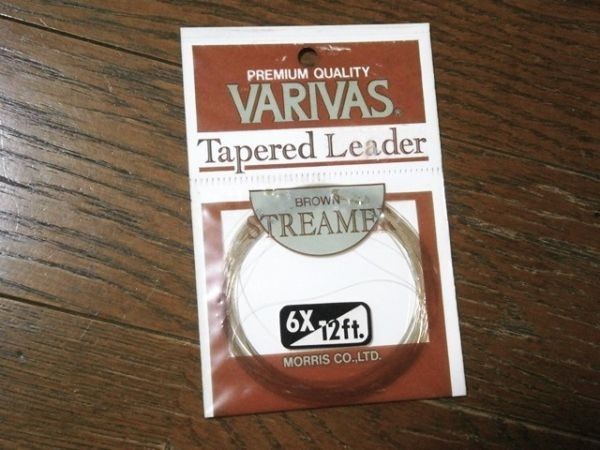 PREMIUM QUALITY
VARIVAS®
Tapered Leader
BROWN
STREAMER
6X 12ft.
MORRIS CO.,LTD.